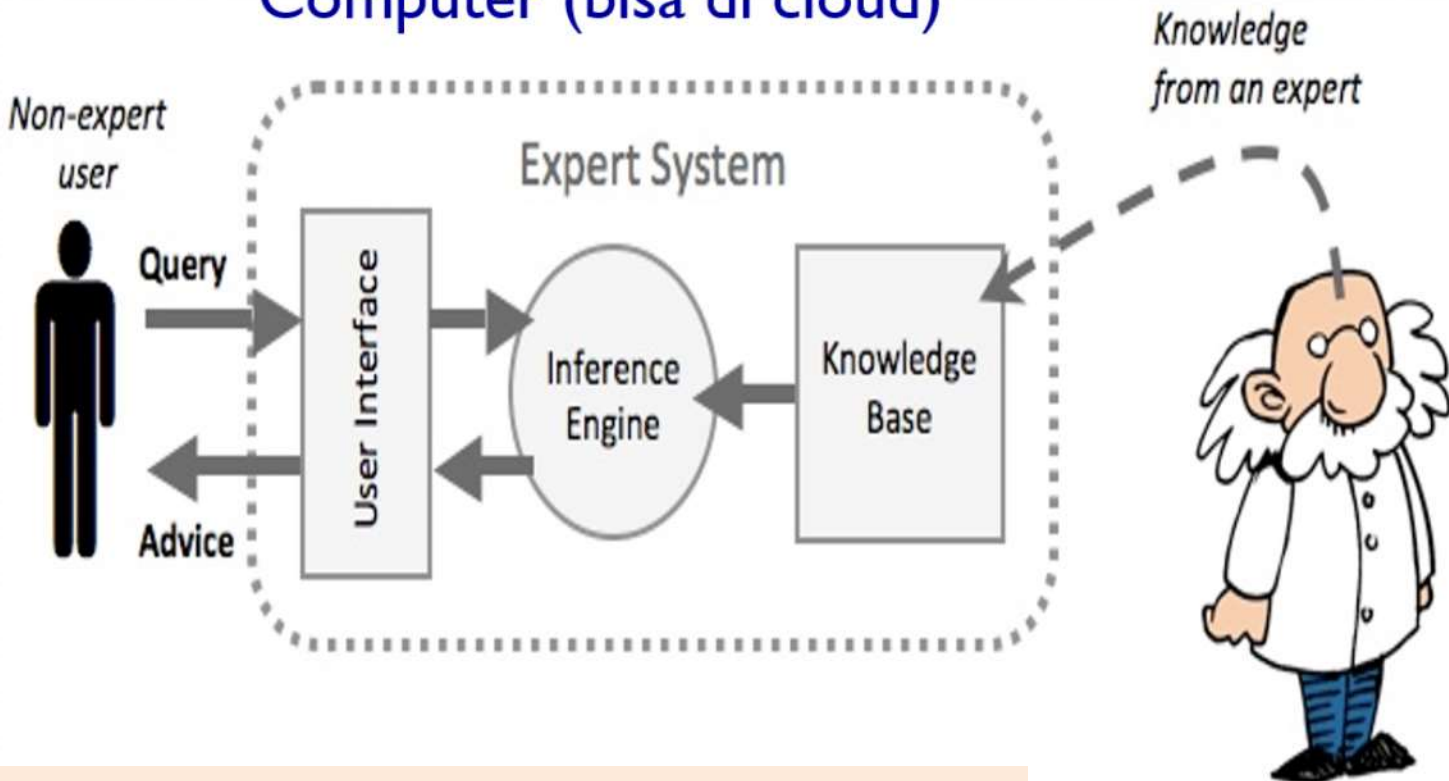 Computer (bisa di cloud)
Knowledge
from an expert
Non-expert
user
Expert System
Query
User Interface
Inference
Engine
Knowledge
Base
Advice